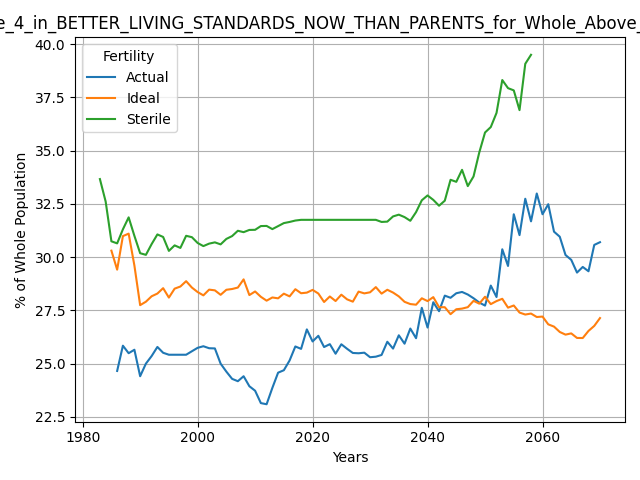 e_4_in_BETTER_LIVING_STANDARDS_NOW_THAN_PARENTS_for_Whole_Above_
Fertility
Actual
Ideal
Sterile
% of Whole Population
40.0
37.5
35.0
32.5
30.0
27.5
25.0
22.5
1980 2000 2020 2040 2060
Years